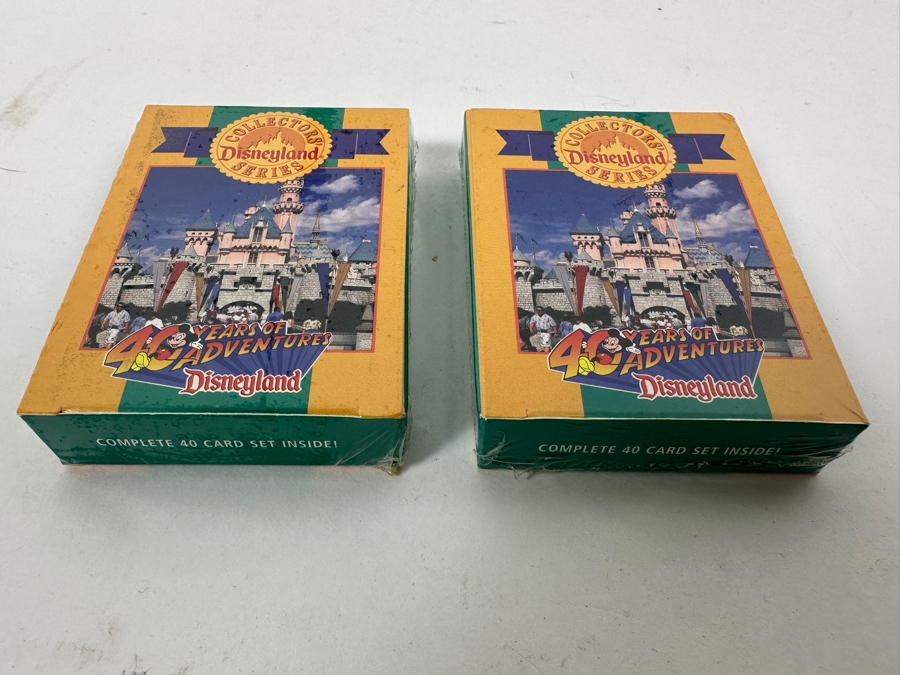 COLLECTORS'
Disneyland
SERIES
40 YEARS OF
ADVENTURES
Disneyland
COMPLETE 40 CARD SET INSIDE!
COLLECTORS'
Disneyland
SERIES
40 YEARS OF
ADVENTURES
Disneyland
COMPLETE 40 CARD SET INSIDE!